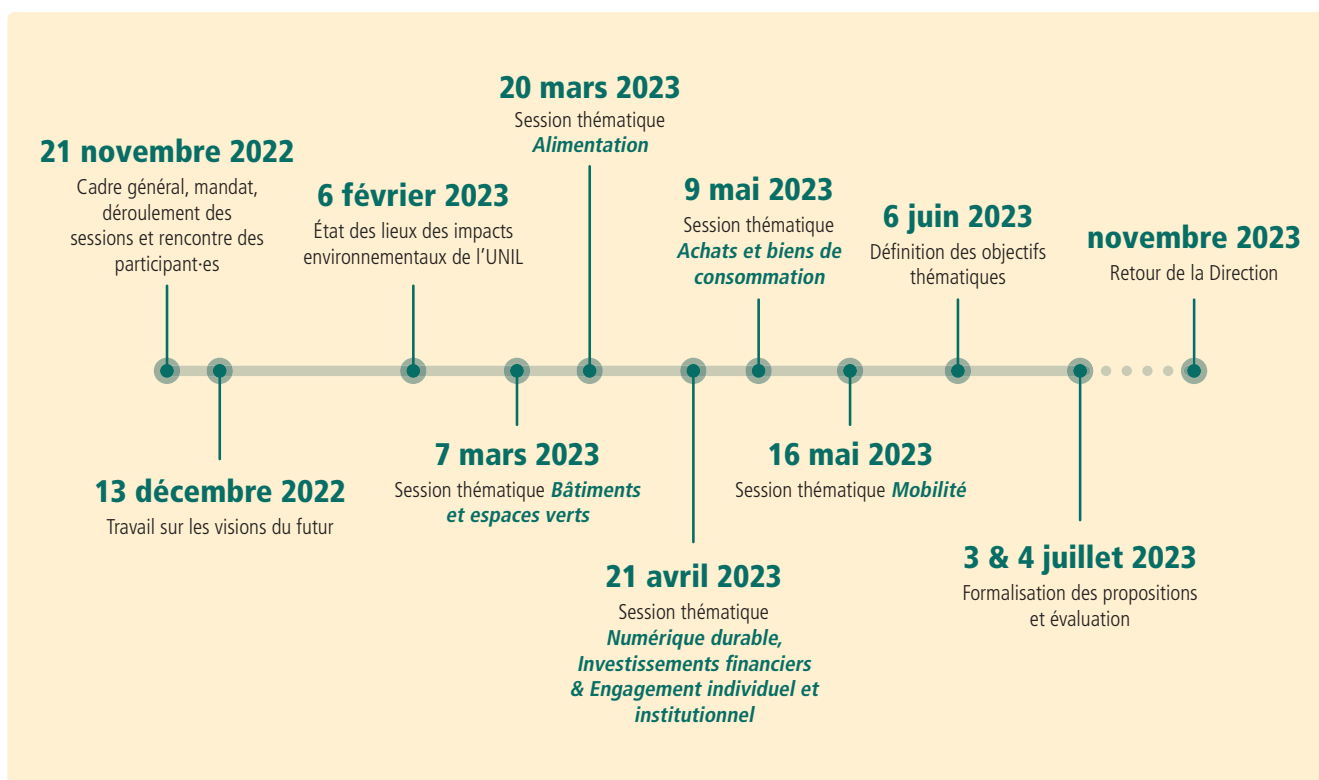 21 novembre 2022
Cadre général, mandat,
déroulement des
sessions et rencontre des
participant·es
13 décembre 2022
Travail sur les visions du futur
6 février 2023
État des lieux des impacts
environnementaux de l’UNIL
7 mars 2023
Session thématique Bâtiments
et espaces verts
20 mars 2023
Session thématique
Alimentation
21 avril 2023
Session thématique
Numérique durable,
Investissements financiers
& Engagement individuel et
institutionnel
9 mai 2023
Session thématique
Achats et biens de
consommation
16 mai 2023
Session thématique Mobilité
6 juin 2023
Définition des objectifs
thématiques
3 & 4 juillet 2023
Formalisation des propositions
et évaluation
novembre 2023
Retour de la Direction